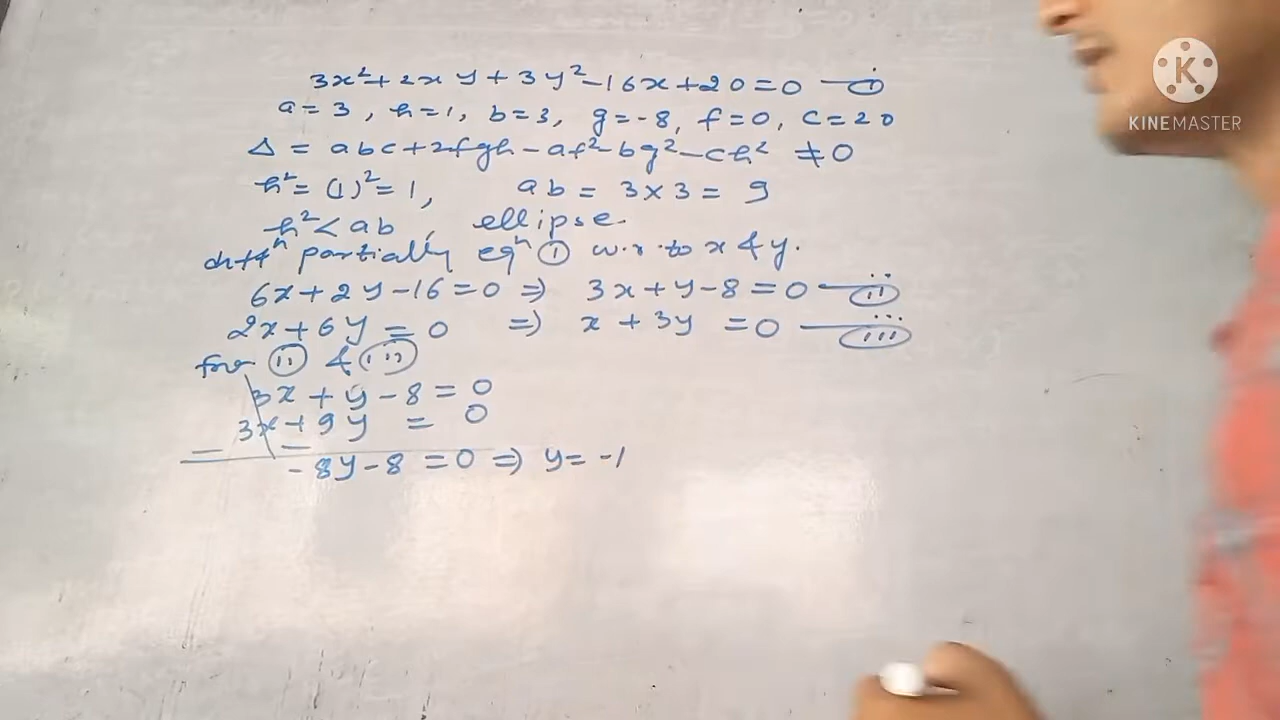 3x²+2xy+3y²-16x+20=0 — (i)
a=3, h=1, b=3, g=-8, f=0, c=20
Δ = abc+2fgh-af²-bg²-ch² ≠0
h²=(1)²=1, ab = 3×3 = 9
h²<ab, ellipse.
diffⁿ partially eqⁿ (i) w.r.to x & y.
6x+2y-16=0 ⇒ 3x+y-8=0 — (ii)
2x+6y=0 ⇒ x+3y=0 — (iii)
for (ii) & (iii)
3x+y-8=0
3x+9y = 0
- -
-8y-8=0 ⇒ y=-1
K
KINEMASTER